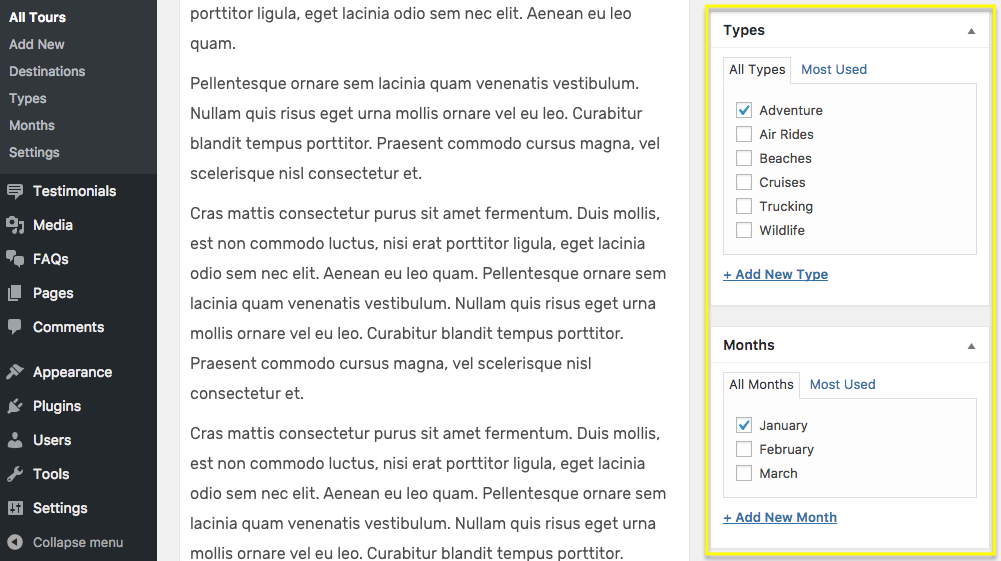 All Tours
Add New
Destinations
Types
Months
Settings
Testimonials
Media
FAQs
Pages
Comments
Appearance
Plugins
Users
Tools
Settings
Collapse menu
porttitor ligula, eget lacinia odio sem nec elit. Aenean eu leo
quam.
Pellentesque ornare sem lacinia quam venenatis vestibulum.
Nullam quis risus eget urna mollis ornare vel eu leo. Curabitur
blandit tempus porttitor. Praesent commodo cursus magna, vel
scelerisque nisl consectetur et.
Cras mattis consectetur purus sit amet fermentum. Duis mollis,
est non commodo luctus, nisi erat porttitor ligula, eget lacinia
odio sem nec elit. Aenean eu leo quam. Pellentesque ornare sem
lacinia quam venenatis vestibulum. Nullam quis risus eget urna
mollis ornare vel eu leo. Curabitur blandit tempus porttitor.
Praesent commodo cursus magna, vel scelerisque nisl
consectetur et.
Cras mattis consectetur purus sit amet fermentum. Duis mollis,
est non commodo luctus, nisi erat porttitor ligula, eget lacinia
odio sem nec elit. Aenean eu leo quam. Pellentesque ornare sem
lacinia quam venenatis vestibulum. Nullam quis risus eget urna
mollis ornare vel eu leo. Curabitur blandit tempus porttitor.
Types
All Types Most Used
Adventure
Air Rides
Beaches
Cruises
Trucking
Wildlife
+ Add New Type
Months
All Months Most Used
January
February
March
+ Add New Month